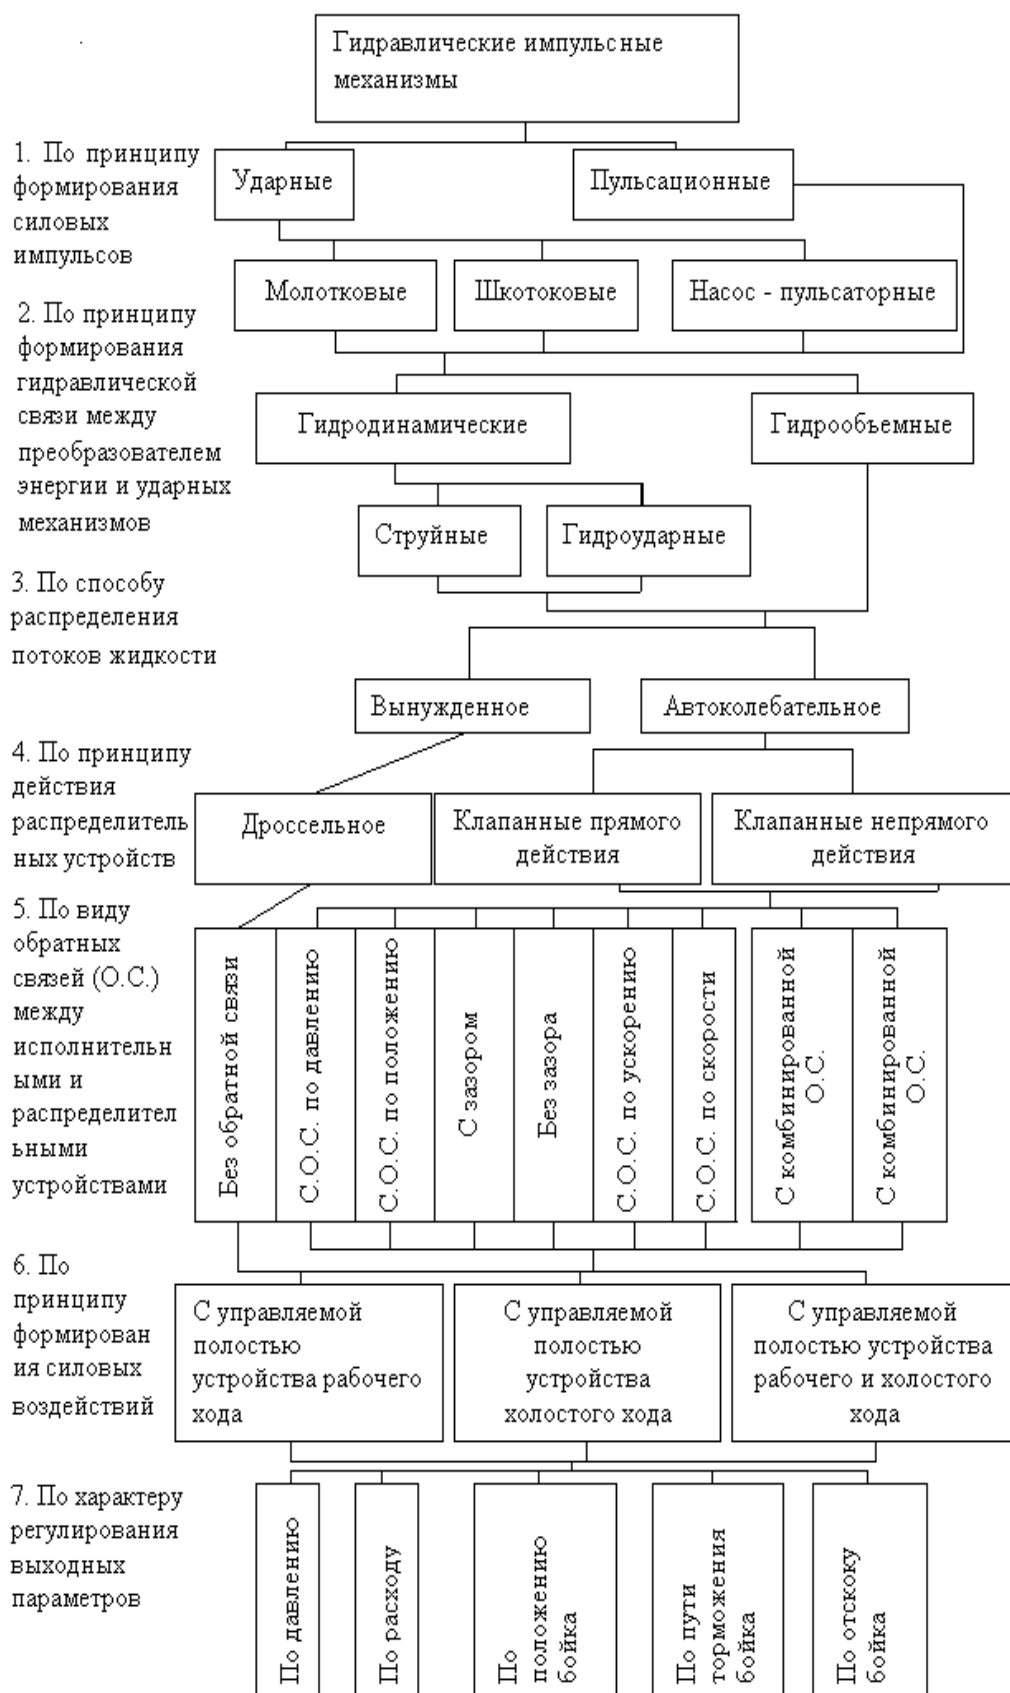 Гидравлические импульсные
механизмы
1. По принципу
формирования
силовых
импульсов
Ударные
Пульсационные
Молотковые
Шкотоковые
Насос - пульсаторные
2. По принципу
формирования
гидравлической
связи между
преобразователем
энергии и ударных
механизмов
Гидродинамические
Гидрообъемные
Струйные
Гидроударные
3. По способу
распределения
потоков жидкости
Вынужденное
Автоколебательное
4. По принципу
действия
распределитель
ных устройств
Дроссельное
Клапанные прямого
действия
Клапанные непрямого
действия
5. По виду
обратных
связей (О.С.)
между
исполнительн
ыми и
распределител
ьными
устройствами
Без обратной связи
С.О.С. по давлению
С.О.С. по положению
С зазором
Без зазора
С.О.С. по ускорению
С.О.С. по скорости
С комбинированной
О.С.
С комбинированной
О.С.
6. По
принципу
формирован
ия силовых
воздействий
С управляемой
полостью
устройства рабочего
хода
С управляемой
полостью
устройства
холостого хода
С управляемой
полостью устройства
рабочего и холостого
хода
7. По характеру
регулирования
выходных
параметров
По давлению
По расходу
По
положению
бойка
По пути
торможения
бойка
По отскоку
бойка